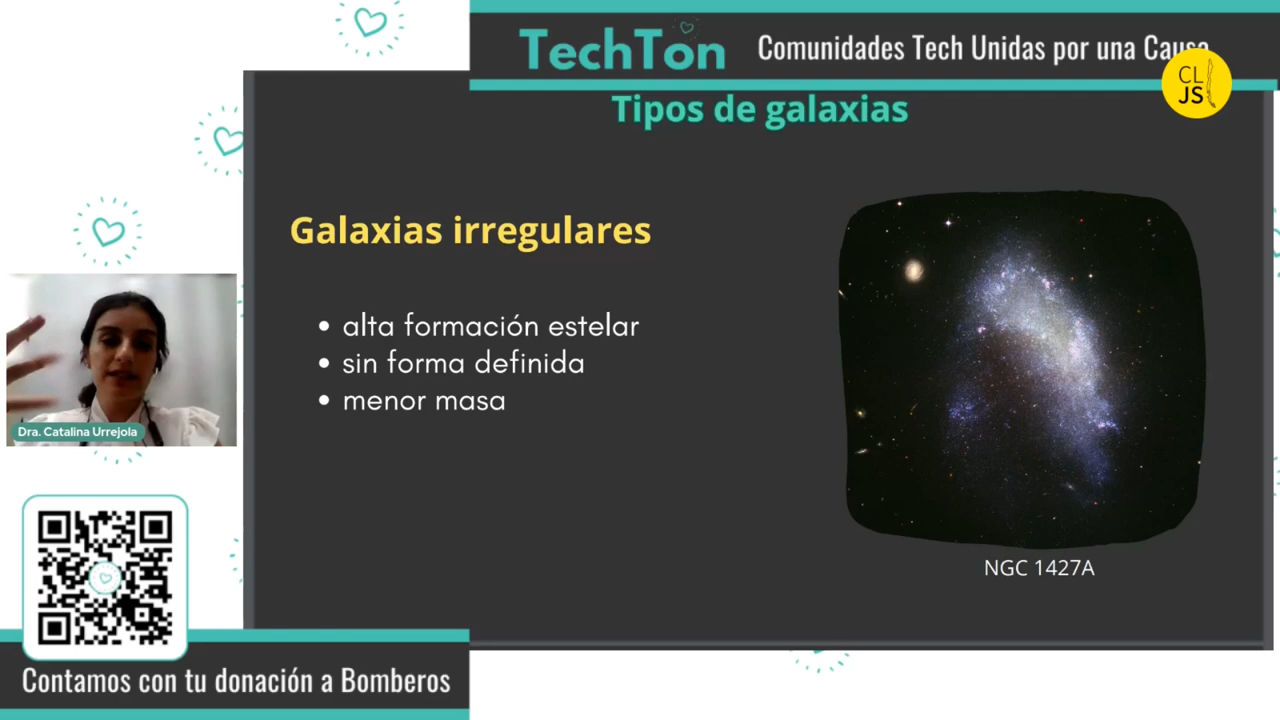 TechTon
Comunidades Tech Unidas por una Causa
CL
JS
Tipos de galaxias
Galaxias irregulares
• alta formación estelar
• sin forma definida
• menor masa
NGC 1427A
Dra. Catalina Urrejola
Contamos con tu donación a Bomberos